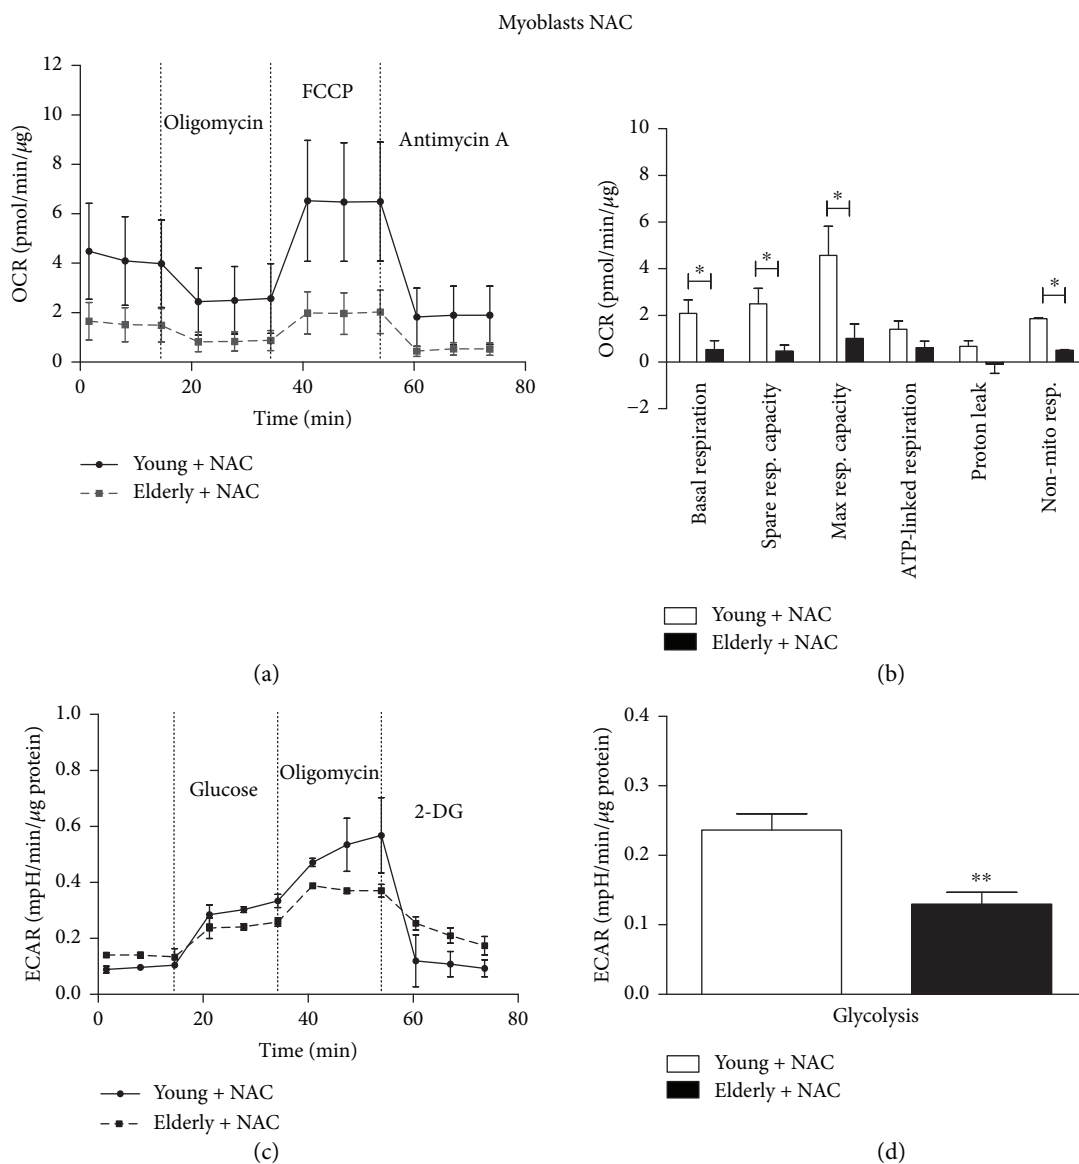 Myoblasts NAC
OCR (pmol/min/μg)
12
10
8
6
4
2
0
Oligomycin
FCCP
Antimycin A
0
20
40
60
80
Time (min)
Young + NAC
Elderly + NAC
(a)
OCR (pmol/min/μg)
10
8
6
4
2
0
−2
*
*
*
*
Basal respiration
Spare resp. capacity
Max resp. capacity
ATP-linked respiration
Proton leak
Non-mito resp.
Young + NAC
Elderly + NAC
(b)
ECAR (mpH/min/μg protein)
1.0
0.8
0.6
0.4
0.2
0.0
Glucose
Oligomycin
2-DG
0
20
40
60
80
Time (min)
Young + NAC
Elderly + NAC
(c)
ECAR (mpH/min/μg protein)
0.4
0.3
0.2
0.1
0.0
**
Glycolysis
Young + NAC
Elderly + NAC
(d)